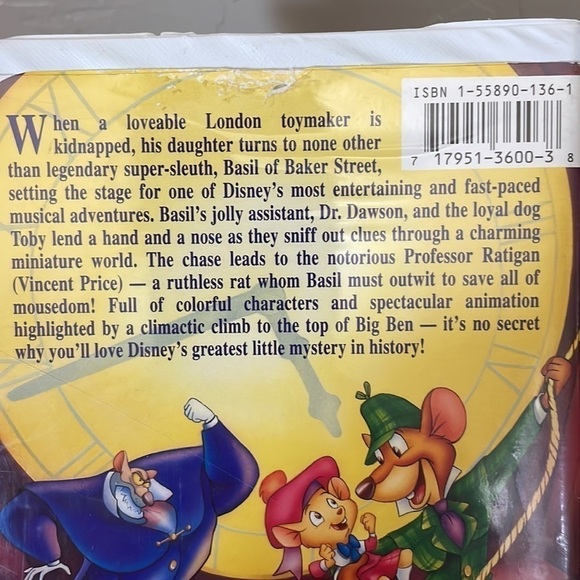 ISBN 1-55890-136-1
7 17951-3600-3 8
When a loveable London toymaker is
kidnapped, his daughter turns to none other
than legendary super-sleuth, Basil of Baker Street,
setting the stage for one of Disney's most entertaining and fast-paced
musical adventures. Basil's jolly assistant, Dr. Dawson, and the loyal dog
Toby lend a hand and a nose as they sniff out clues through a charming
miniature world. The chase leads to the notorious Professor Ratigan
(Vincent Price) — a ruthless rat whom Basil must outwit to save all of
mousedom! Full of colorful characters and spectacular animation
highlighted by a climactic climb to the top of Big Ben — it's no secret
why you'll love Disney's greatest little mystery in history!